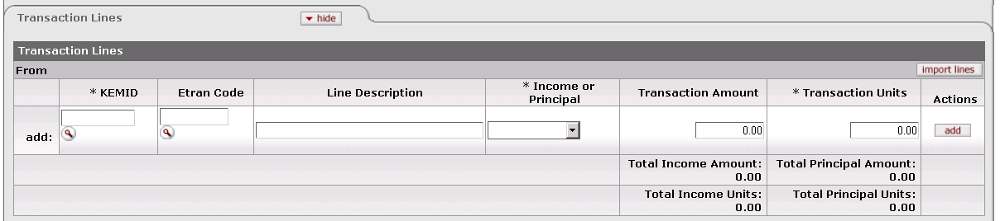 Transaction Lines
hide
Transaction Lines
From
import lines
* KEMID
Etran Code
Line Description
* Income or
Principal
Transaction Amount
* Transaction Units
Actions
add:
0.00
0.00
add
Total Income Amount:
0.00
Total Principal Amount:
0.00
Total Income Units:
0.00
Total Principal Units:
0.00